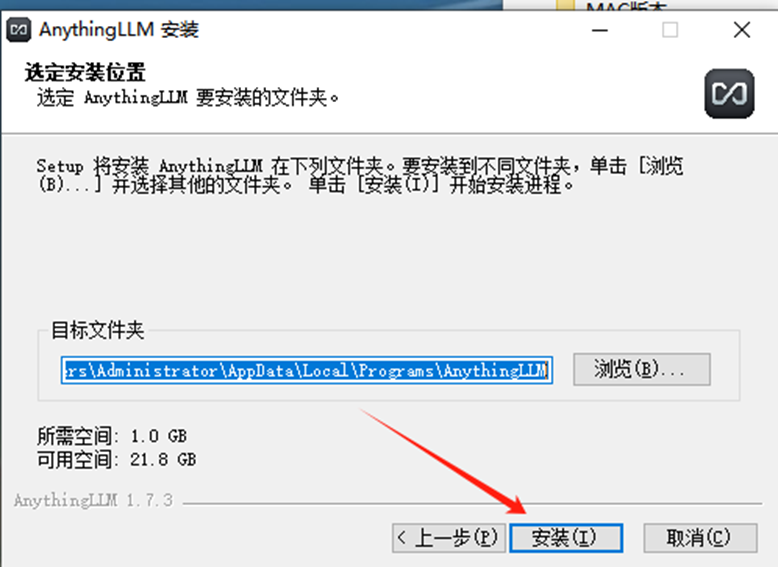 MAC版本
AnythingLLM 安装
选定安装位置
选定 AnythingLLM 要安装的文件夹。
Setup 将安装 AnythingLLM 在下列文件夹。要安装到不同文件夹，单击 [浏览
(B)...] 并选择其他的文件夹。 单击 [安装(I)] 开始安装进程。
目标文件夹
ers\Administrator\AppData\Local\Programs\AnythingLLM
浏览(B)...
所需空间: 1.0 GB
可用空间: 21.8 GB
AnythingLLM 1.7.3
< 上一步(P)
安装(I)
取消(C)